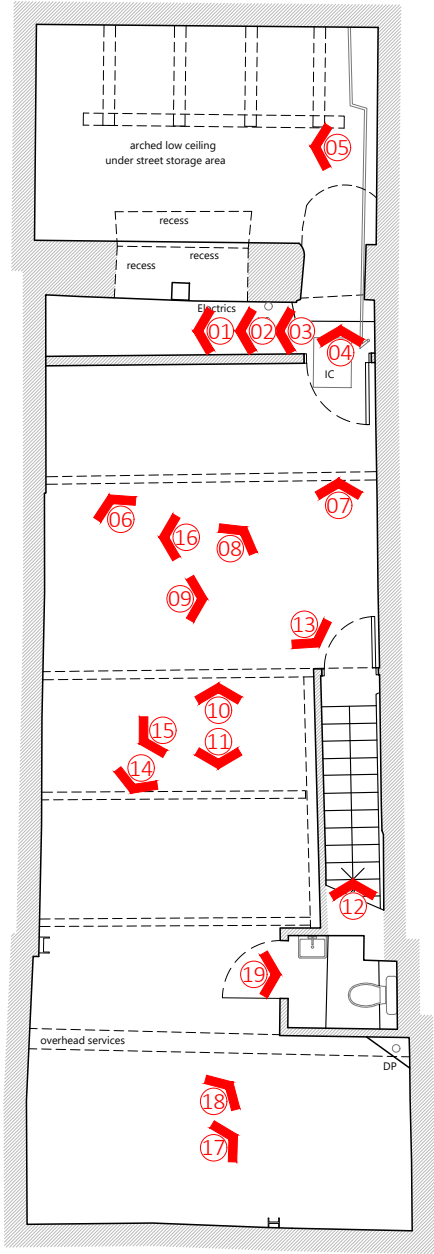 arched low ceiling
under street storage area
05
recess
recess
recess
Electrics
01
02
03
04
IC
06
07
16
08
09
13
10
15
11
14
12
19
overhead services
DP
18
17